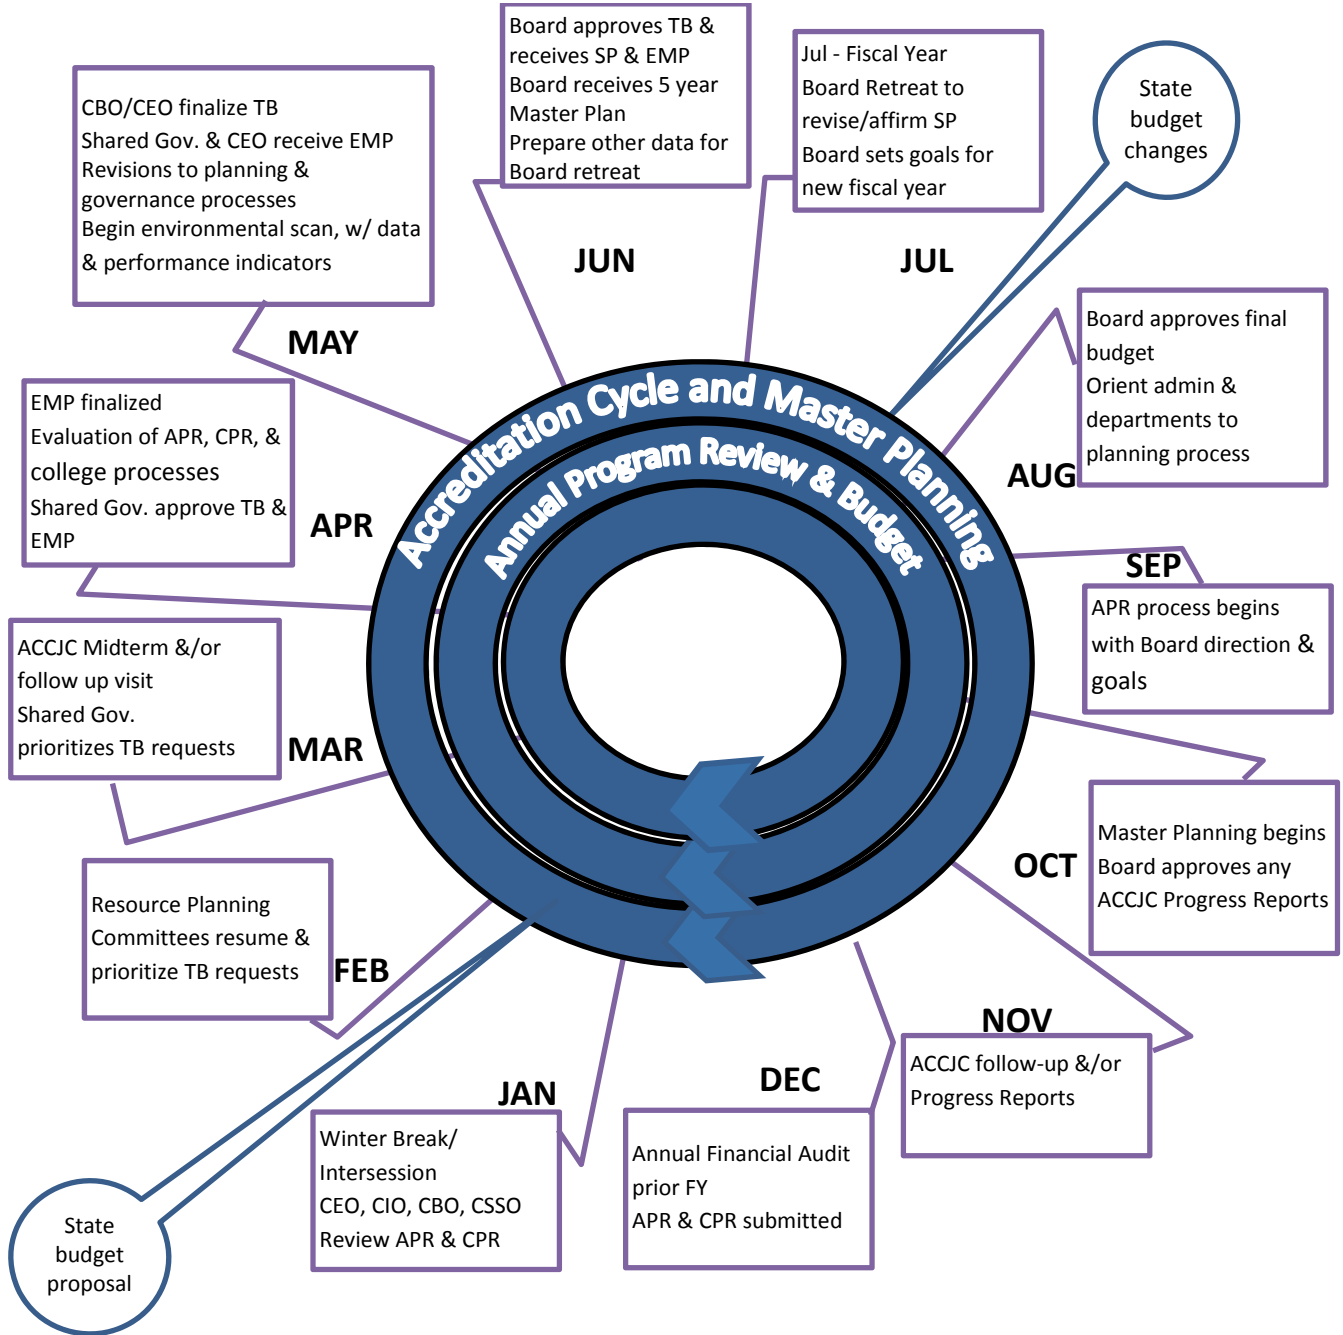 Board approves TB &
receives SP & EMP
Board receives 5 year
Master Plan
Prepare other data for
Board retreat
JUN
Jul - Fiscal Year
Board Retreat to
revise/affirm SP
Board sets goals for
new fiscal year
JUL
State
budget
changes
CBO/CEO finalize TB
Shared Gov. & CEO receive EMP
Revisions to planning &
governance processes
Begin environmental scan, w/ data
& performance indicators
MAY
Board approves final
budget
Orient admin &
departments to
planning process
AUG
Accreditation Cycle and Master Planning
Annual Program Review & Budget
EMP finalized
Evaluation of APR, CPR, &
college processes
Shared Gov. approve TB &
EMP
APR
SEP
APR process begins
with Board direction &
goals
ACCJC Midterm &/or
follow up visit
Shared Gov.
prioritizes TB requests
MAR
OCT
Master Planning begins
Board approves any
ACCJC Progress Reports
Resource Planning
Committees resume &
prioritize TB requests
FEB
NOV
ACCJC follow-up &/or
Progress Reports
DEC
Annual Financial Audit
prior FY
APR & CPR submitted
JAN
Winter Break/
Intersession
CEO, CIO, CBO, CSSO
Review APR & CPR
State
budget
proposal